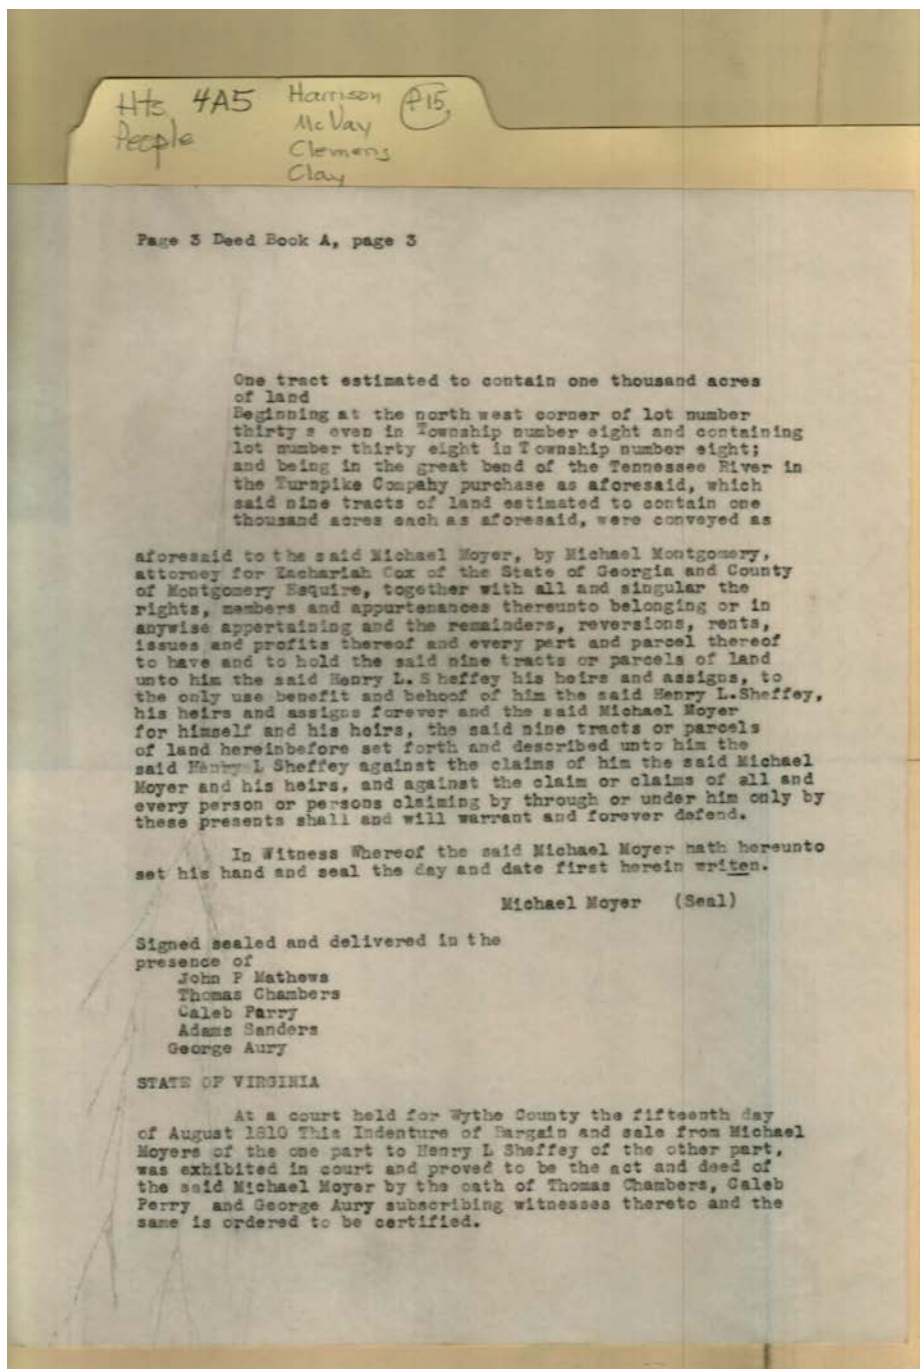 Hts 4A5 Harrison P15
People McVay
Clemens
Clay
Page 3 Deed Book A, page 3
One tract estimated to contain one thousand acres
of land
Beginning at the north west corner of lot number
thirty s even in Township number eight and containing
lot number thirty eight in Township number eight;
and being in the great bend of the Tennessee River in
the Turnpike Compahy purchase as aforesaid, which
said nine tracts of land estimated to contain one
thousand acres each as aforesaid, were conveyed as
aforesaid to the said Michael Moyer, by Michael Montgomery,
attorney for Zachariah Cox of the State of Georgia and County
of Montgomery Esquire, together with all and singular the
rights, members and appurtenances thereunto belonging or in
anywise appertaining and the remainders, reversions, rents,
issues and profits thereof and every part and parcel thereof
to have and to hold the said nine tracts or parcels of land
unto him the said Henry L. S heffey his heirs and assigns, to
the only use benefit and behoof of him the said Henry L.Sheffey,
his heirs and assigns forever and the said Michael Moyer
for himself and his heirs, the said nine tracts or parcels
of land hereinbefore set forth and described unto him the
said Henry L Sheffey against the claims of him the said Michael
Moyer and his heirs, and against the claim or claims of all and
every person or persons claiming by through or under him only by
these presents shall and will warrant and forever defend.
In Witness Whereof the said Michael Moyer hath hereunto
set his hand and seal the day and date first herein writen.
Michael Moyer (Seal)
Signed sealed and delivered in the
presence of
John P Mathews
Thomas Chambers
Caleb Parry
Adams Sanders
George Aury
STATE OF VIRGINIA
At a court held for Wythe County the fifteenth day
of August 1810 This Indenture of Bargain and sale from Michael
Moyers of the one part to Henry L Sheffey of the other part,
was exhibited in court and proved to be the act and deed of
the said Michael Moyer by the oath of Thomas Chambers, Caleb
Perry and George Aury subscribing witnesses thereto and the
same is ordered to be certified.